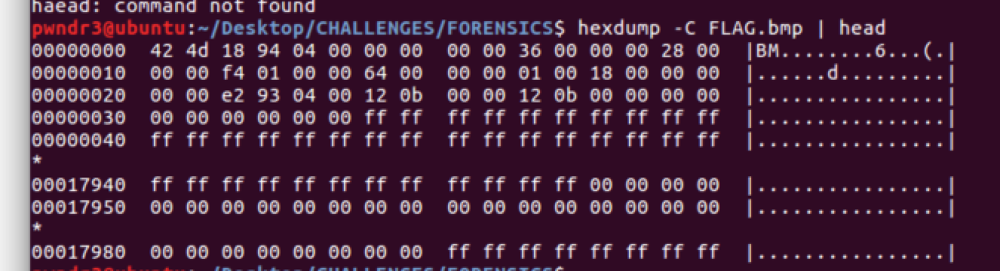 haead: command not found
pwndr3@ubuntu:~/Desktop/CHALLENGES/FORENSICS$ hexdump -C FLAG.bmp | head
00000000  42 4d 18 94 04 00 00 00  00 00 36 00 00 00 28 00  |BM........6...(.|
00000010  00 00 f4 01 00 00 64 00  00 00 01 00 18 00 00 00  |......d.........|
00000020  00 00 e2 93 04 00 12 0b  00 00 12 0b 00 00 00 00  |................|
00000030  00 00 00 00 00 00 ff ff  ff ff ff ff ff ff ff ff  |................|
00000040  ff ff ff ff ff ff ff ff  ff ff ff ff ff ff ff ff  |................|
*
00017940  ff ff ff ff ff ff ff ff  ff ff ff ff 00 00 00 00  |................|
00017950  00 00 00 00 00 00 00 00  00 00 00 00 00 00 00 00  |................|
*
00017980  00 00 00 00 00 00 00 00  ff ff ff ff ff ff ff ff  |................|
pwndr3@ubuntu:~/Desktop/CHALLENGES/FORENSICS$